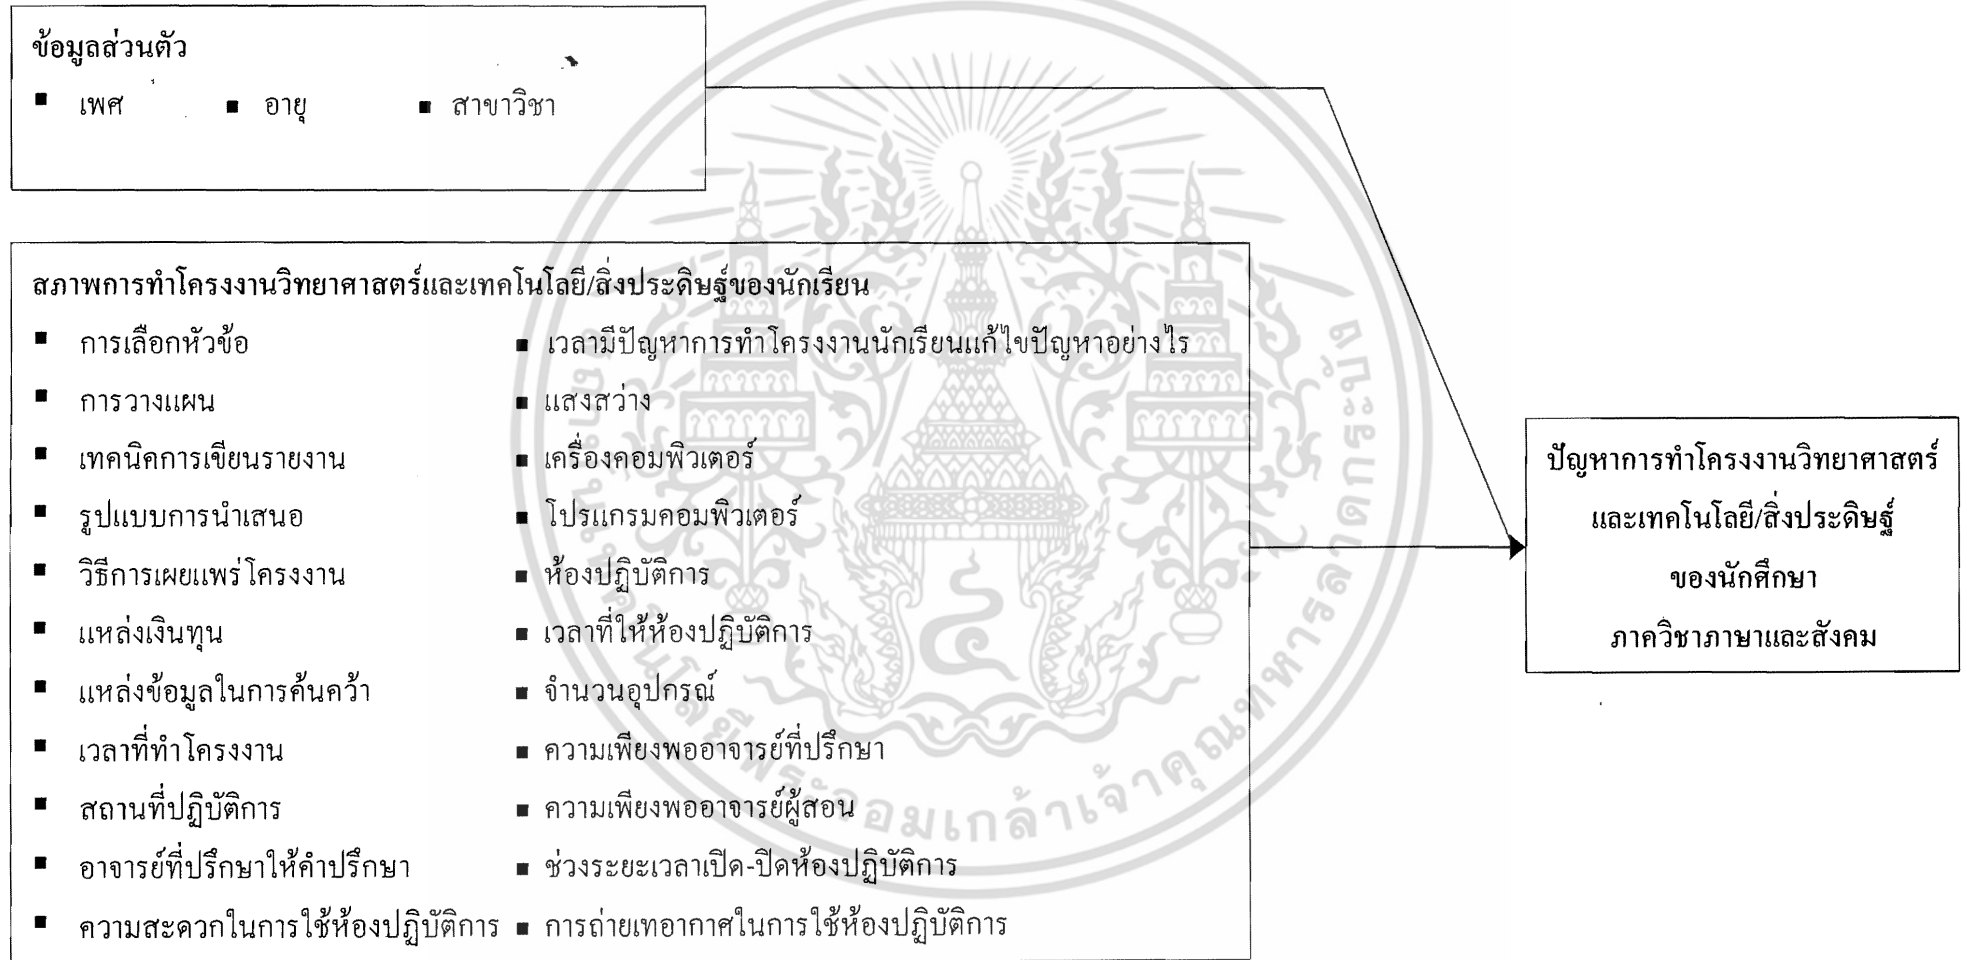 ข้อมูลส่วนตัว
▪ เพศ ▪ อายุ ▪ สาขาวิชา
สภาพการทำโครงงานวิทยาศาสตร์และเทคโนโลยี/สิ่งประดิษฐ์ของนักเรียน
▪ การเลือกหัวข้อ
▪ การวางแผน
▪ เทคนิคการเขียนรายงาน
▪ รูปแบบการนำเสนอ
▪ วิธีการเผยแพร่โครงงาน
▪ แหล่งเงินทุน
▪ แหล่งข้อมูลในการค้นคว้า
▪ เวลาที่ทำโครงงาน
▪ สถานที่ปฏิบัติการ
▪ อาจารย์ที่ปรึกษาให้คำปรึกษา
▪ ความสะดวกในการใช้ห้องปฏิบัติการ
▪ เวลามีปัญหาการทำโครงงานนักเรียนแก้ไขปัญหาอย่างไร
▪ แสงสว่าง
▪ เครื่องคอมพิวเตอร์
▪ โปรแกรมคอมพิวเตอร์
▪ ห้องปฏิบัติการ
▪ เวลาที่ให้ห้องปฏิบัติการ
▪ จำนวนอุปกรณ์
▪ ความเพียงพออาจารย์ที่ปรึกษา
▪ ความเพียงพออาจารย์ผู้สอน
▪ ช่วงระยะเวลาเปิด-ปิดห้องปฏิบัติการ
▪ การถ่ายเทอากาศในการใช้ห้องปฏิบัติการ
ปัญหาการทำโครงงานวิทยาศาสตร์
และเทคโนโลยี/สิ่งประดิษฐ์
ของนักศึกษา
ภาควิชาภาษาและสังคม